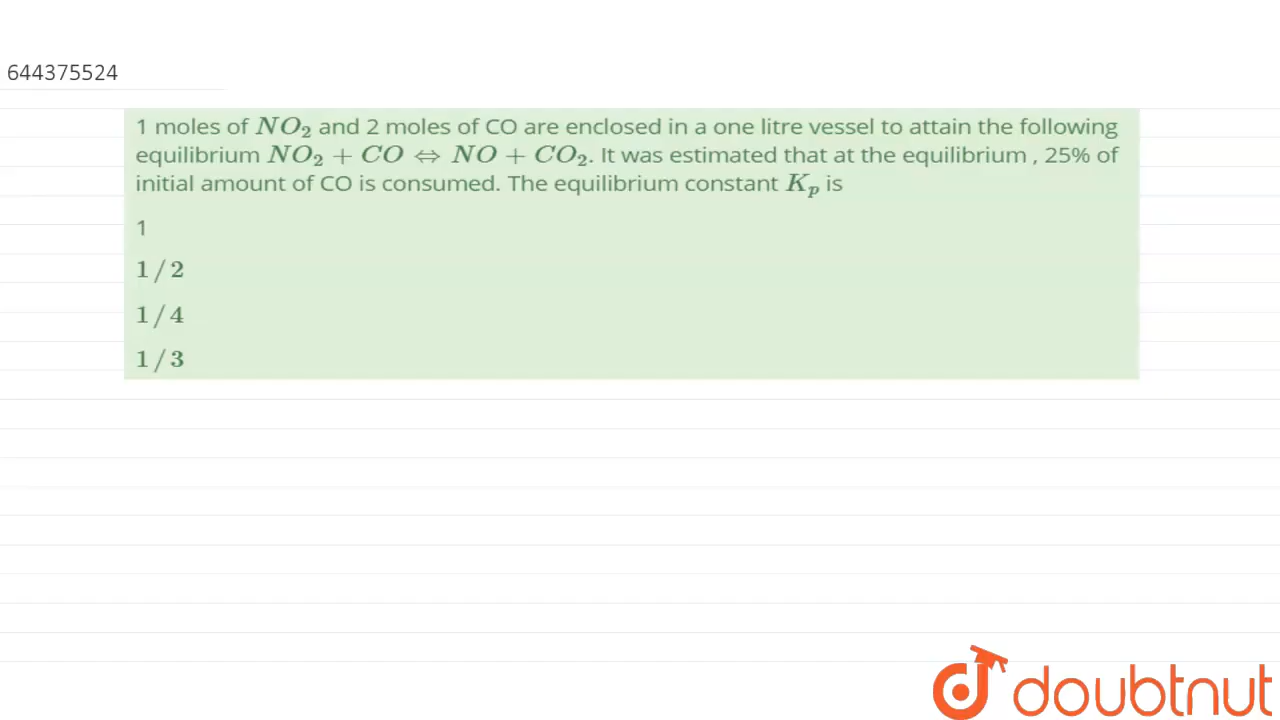 644375524
1 moles of NO₂ and 2 moles of CO are enclosed in a one litre vessel to attain the following
equilibrium NO₂ + CO ⇔ NO + CO₂. It was estimated that at the equilibrium , 25% of
initial amount of CO is consumed. The equilibrium constant Kₚ is
1
1/2
1/4
1/3
doubtnut